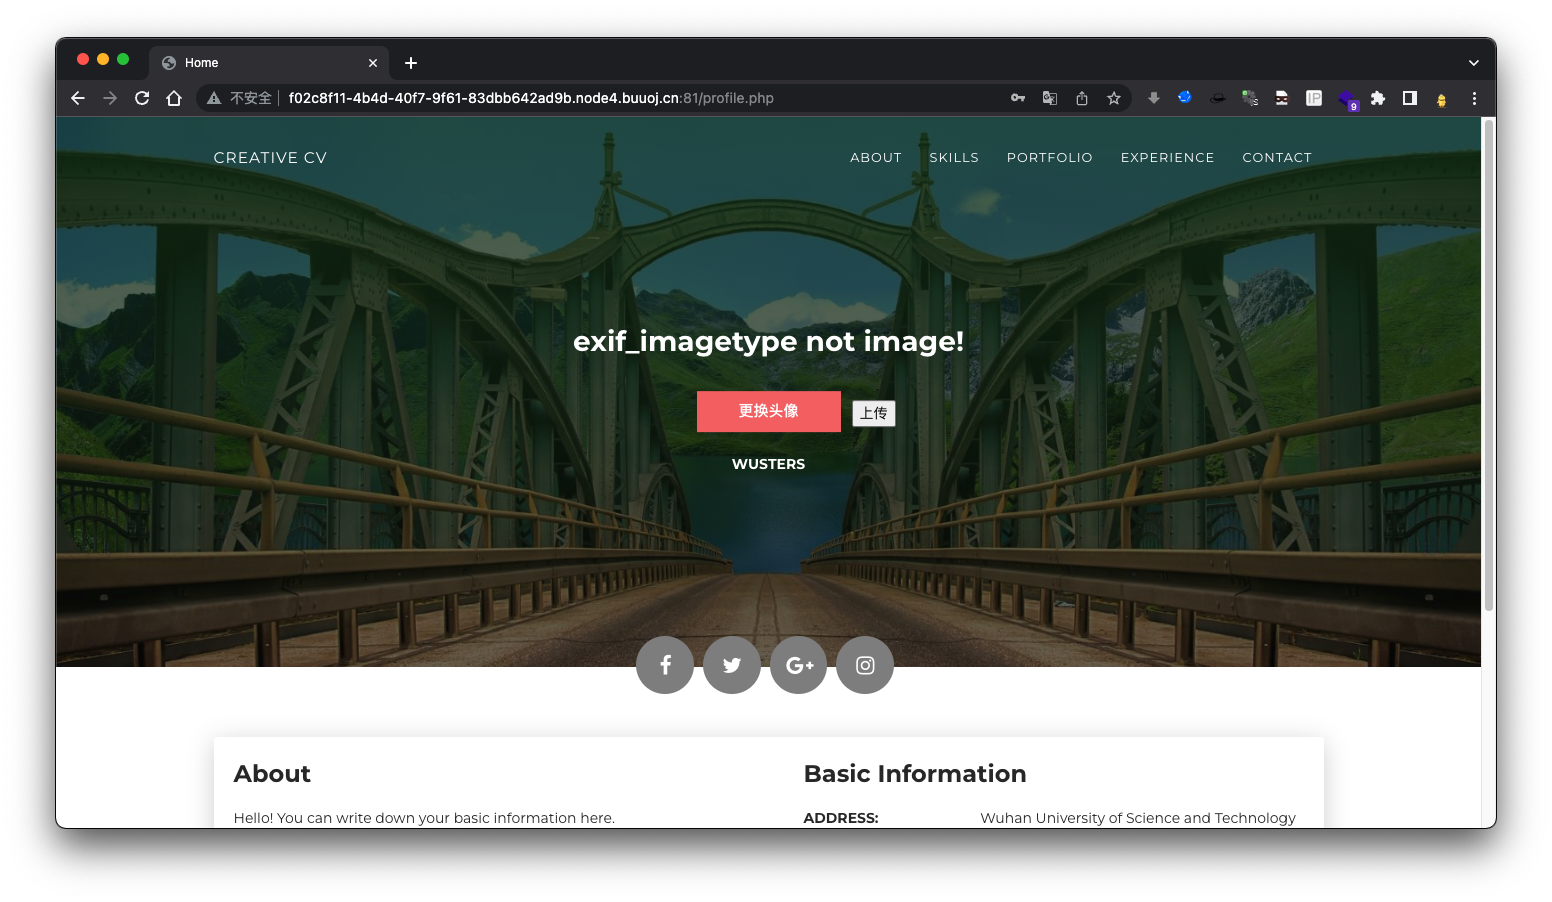 Home
不安全 f02c8f11-4b4d-40f7-9f61-83dbb642ad9b.node4.buuoj.cn:81/profile.php
9
CREATIVE CV
ABOUT SKILLS PORTFOLIO EXPERIENCE CONTACT
exif_imagetype not image!
更换头像 上传
WUSTERS
About
Hello! You can write down your basic information here.
Basic Information
ADDRESS: Wuhan University of Science and Technology